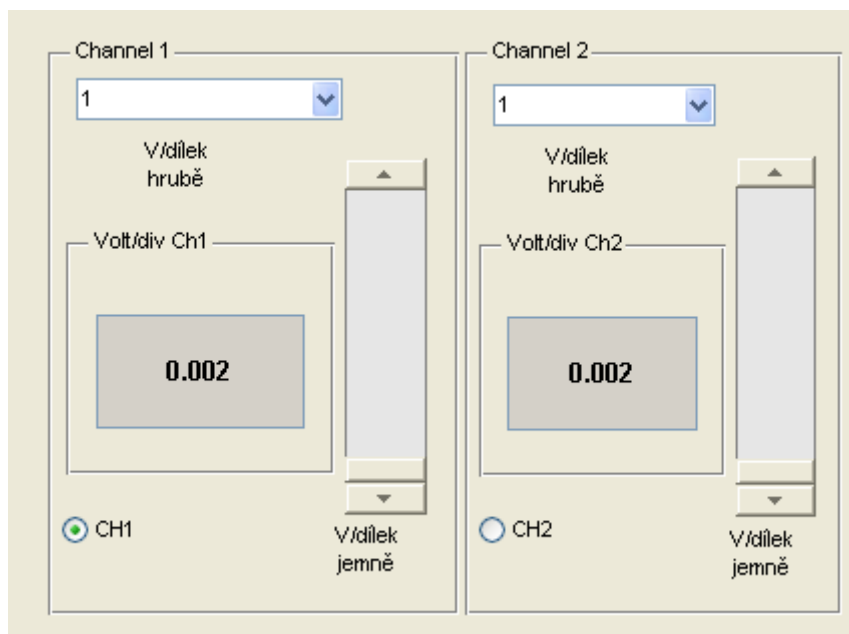 Channel 1
1
V/dílek
hrubě
Volt/div Ch1
0.002
CH1
V/dílek
jemně
Channel 2
1
V/dílek
hrubě
Volt/div Ch2
0.002
CH2
V/dílek
jemně